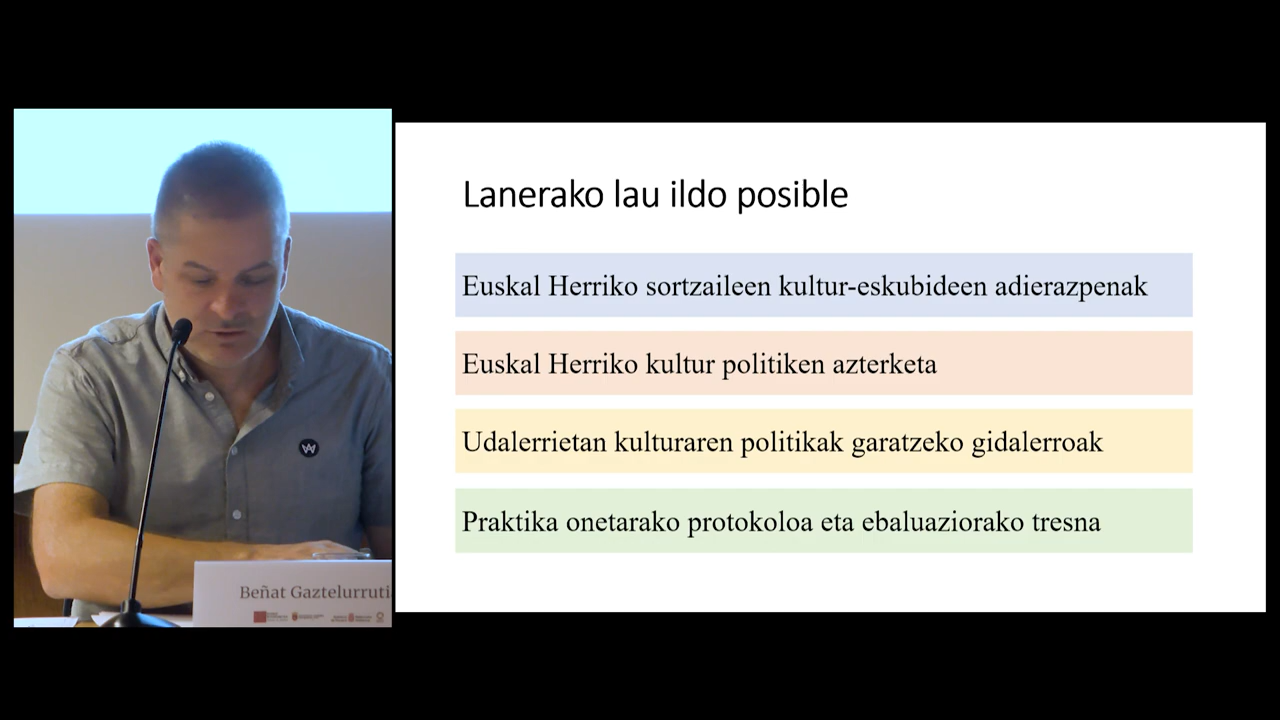 Lanerako lau ildo posible
Euskal Herriko sortzaileen kultur-eskubideen adierazpenak
Euskal Herriko kultur politiken azterketa
Udalerrietan kulturaren politikak garatzeko gidalerroak
Praktika onetarako protokoloa eta ebaluaziorako tresna
Beñat Gaztelurruti